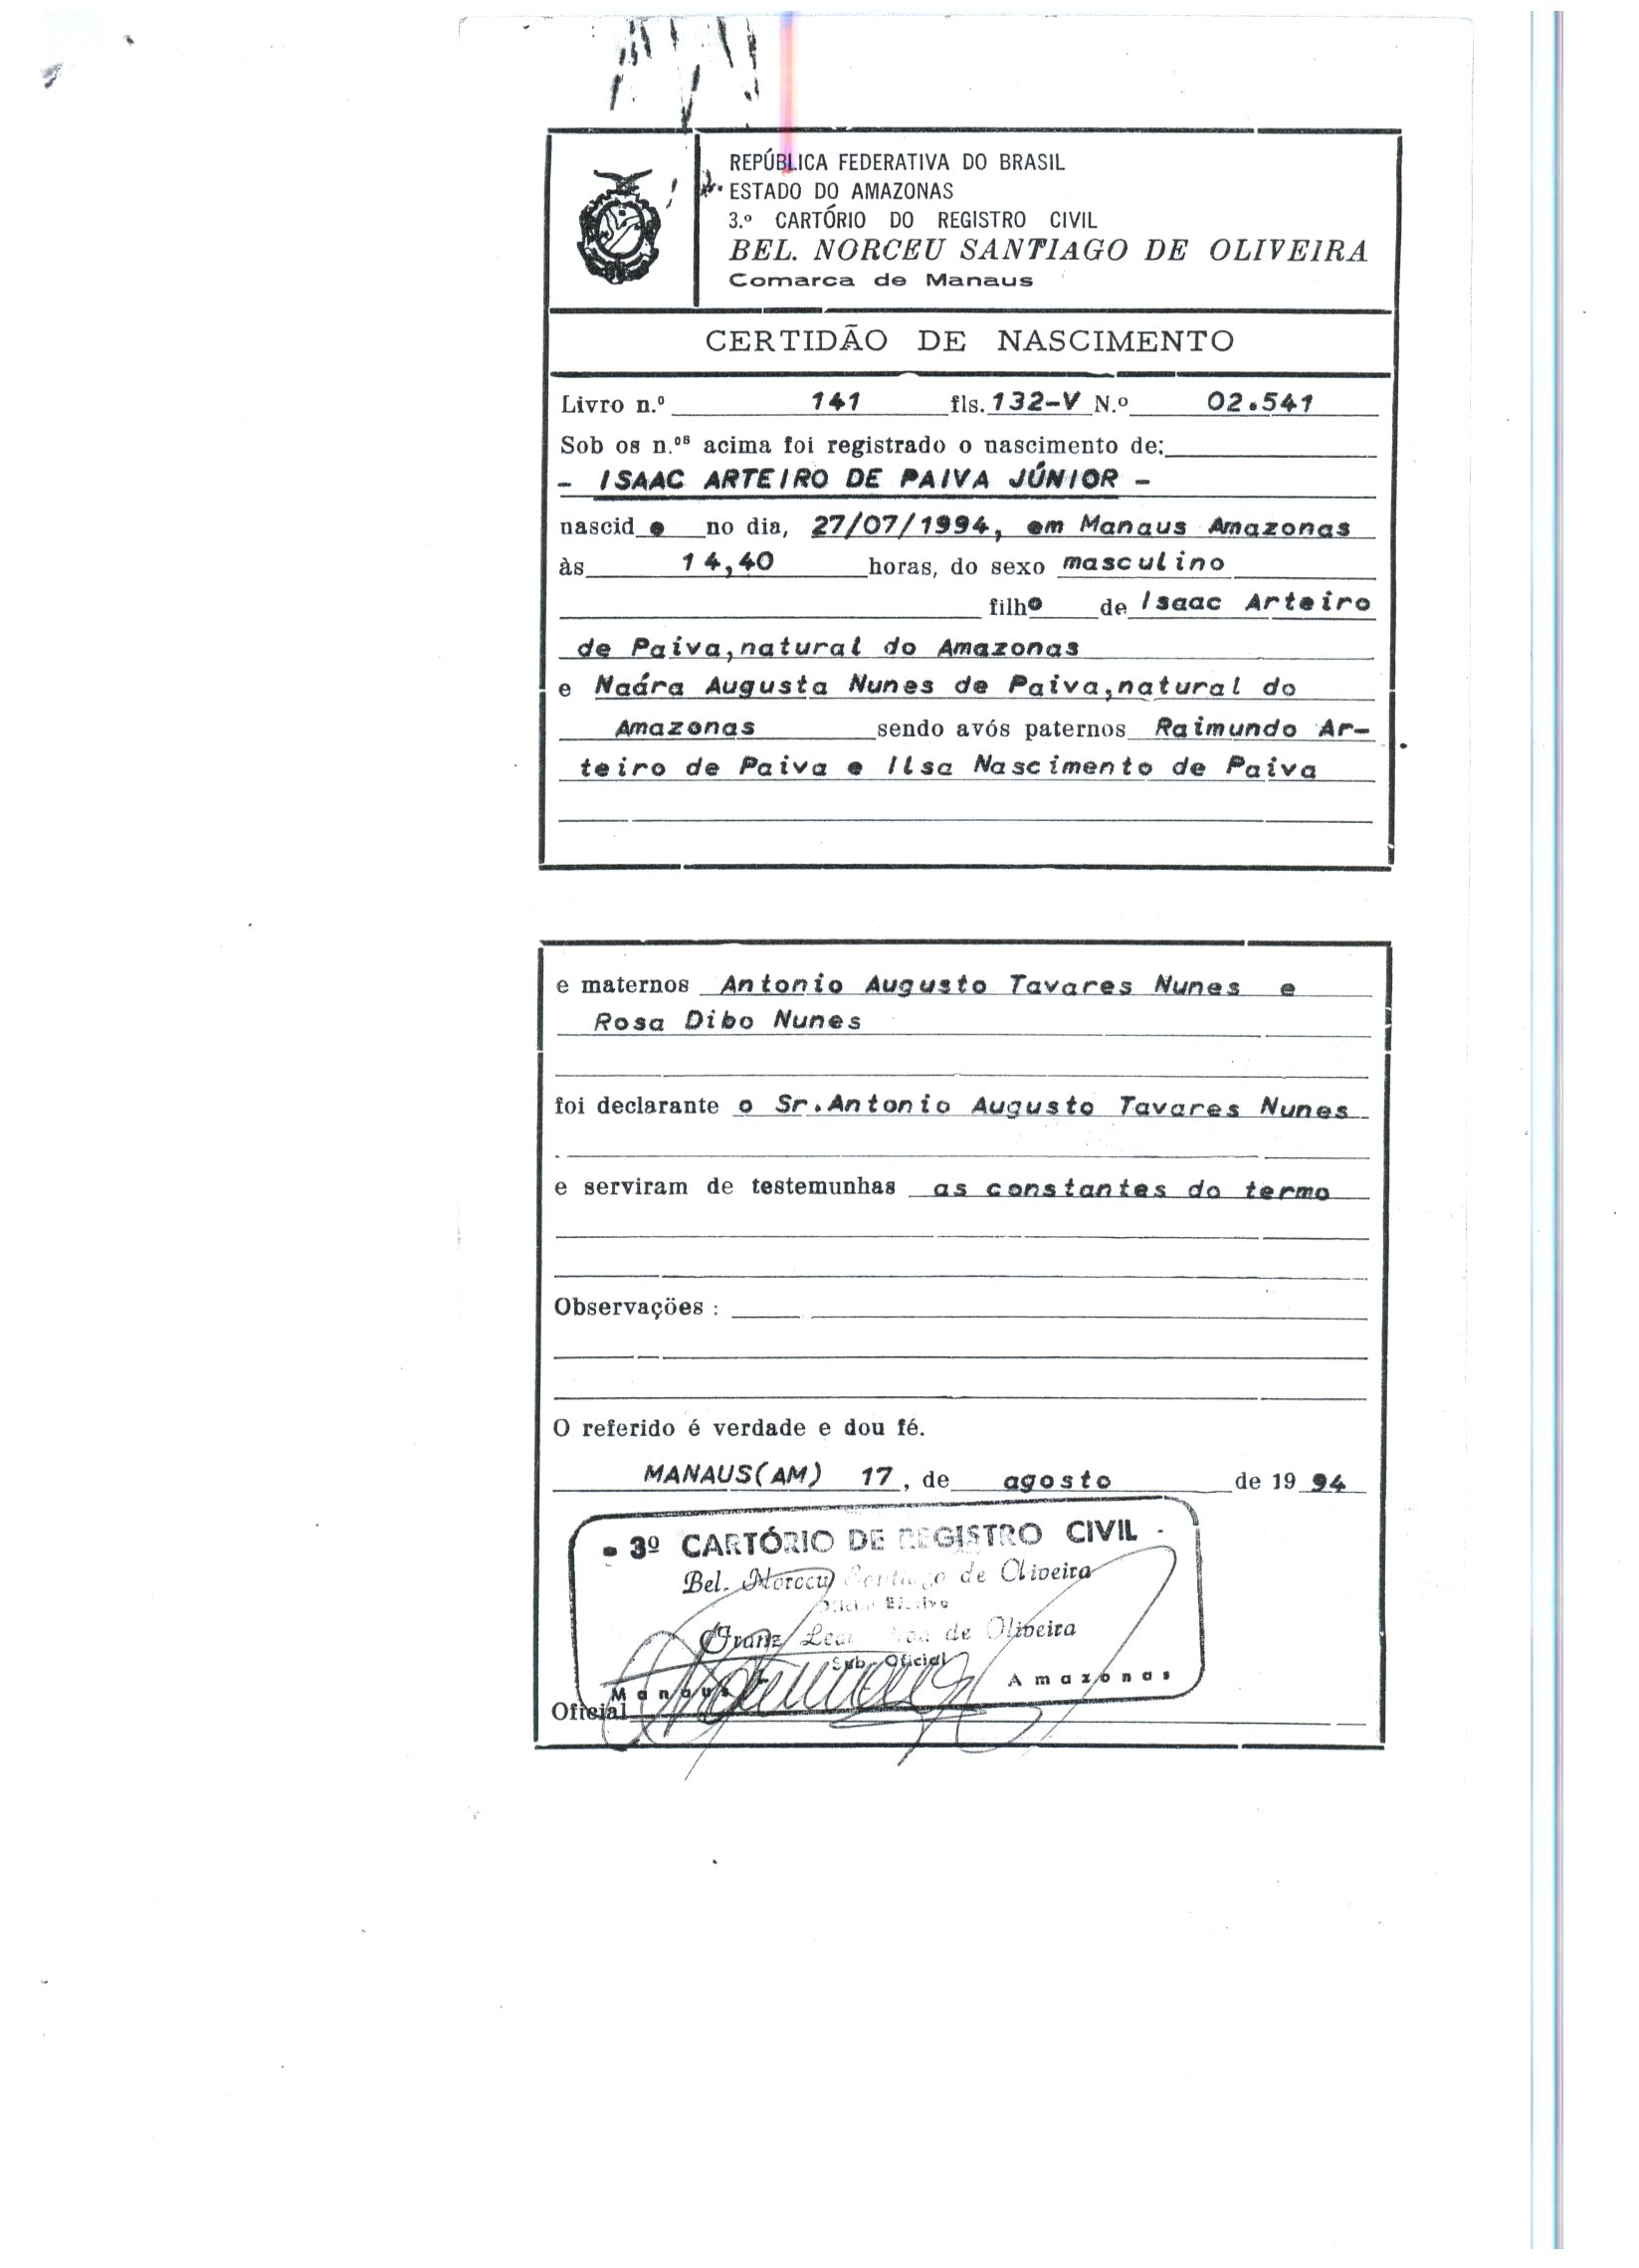 REPÚBLICA FEDERATIVA DO BRASIL
ESTADO DO AMAZONAS
3.º CARTÓRIO DO REGISTRO CIVIL
BEL. NORCEU SANTIAGO DE OLIVEIRA
Comarca de Manaus
CERTIDÃO DE NASCIMENTO
Livro n.º 141 fls. 132-V N.º 02.541
Sob os n.ºs acima foi registrado o nascimento de:
- ISAAC ARTEIRO DE PAIVA JÚNIOR -
nascido no dia, 27/07/1994, em Manaus Amazonas
às 14,40 horas, do sexo masculino
filho de Isaac Arteiro
de Paiva,natural do Amazonas
e Naára Augusta Nunes de Paiva,natural do
Amazonas sendo avós paternos Raimundo Ar-
teiro de Paiva e Ilsa Nascimento de Paiva
e maternos Antonio Augusto Tavares Nunes e
Rosa Dibo Nunes
foi declarante o Sr.Antonio Augusto Tavares Nunes
e serviram de testemunhas as constantes do termo
Observações :
O referido é verdade e dou fé.
MANAUS(AM) 17, de agosto de 1994
3º CARTÓRIO DE REGISTRO CIVIL -
Bel. Norceu Santiago de Oliveira
Franz de Oliveira
Sub Oficial
Manaus Amazonas
Oficial